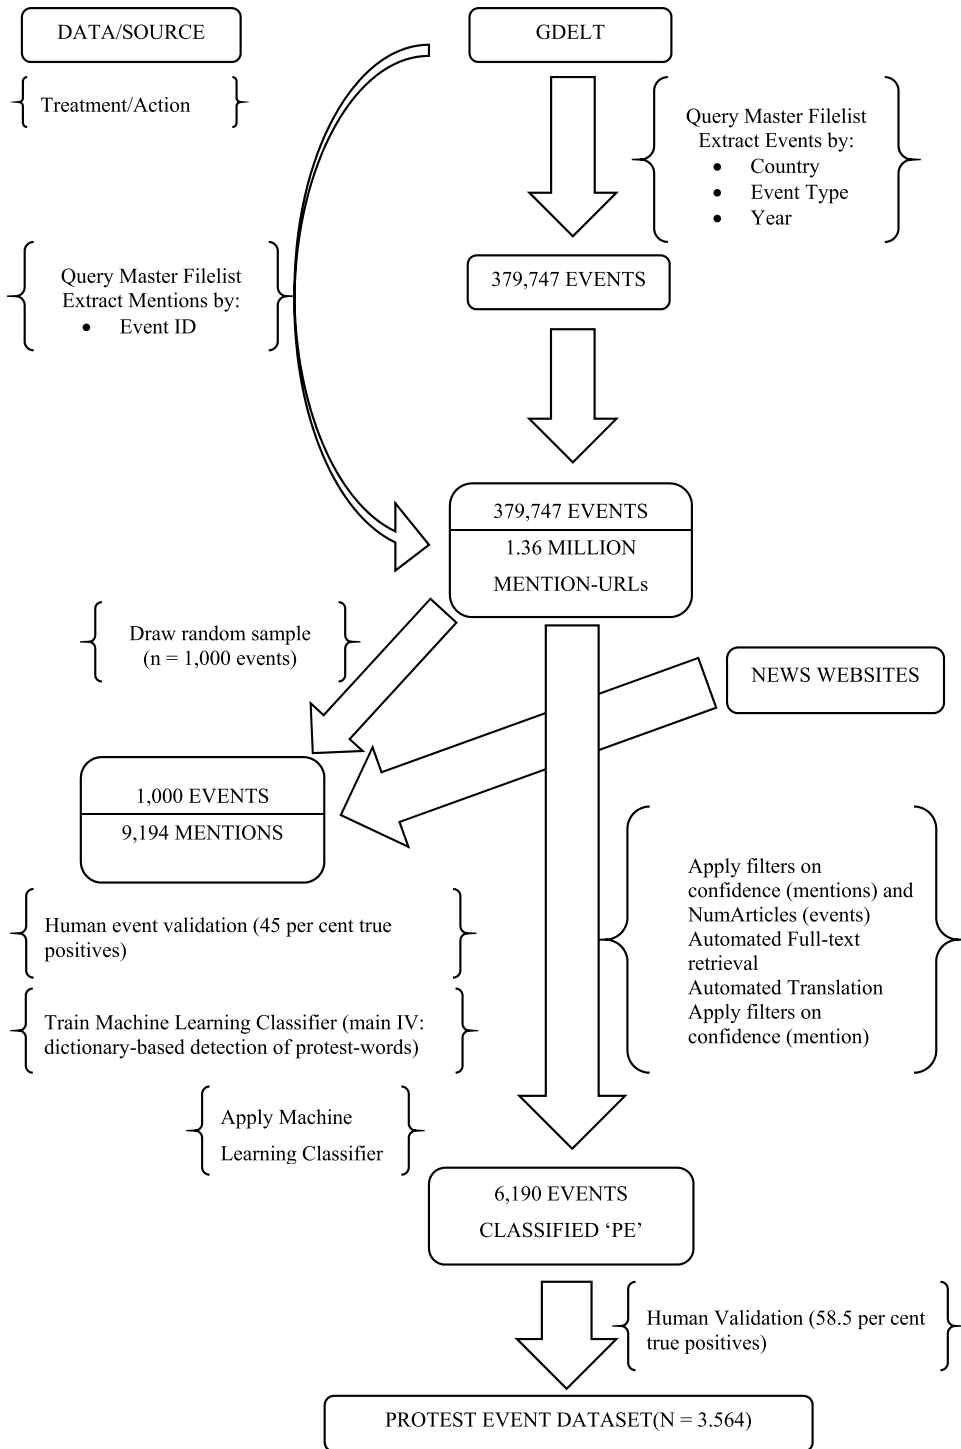 DATA/SOURCE
GDELT
Treatment/Action
Query Master Filelist
Extract Events by:
• Country
• Event Type
• Year
Query Master Filelist
Extract Mentions by:
• Event ID
379,747 EVENTS
379,747 EVENTS
1.36 MILLION
MENTION-URLs
Draw random sample
(n = 1,000 events)
NEWS WEBSITES
1,000 EVENTS
9,194 MENTIONS
Apply filters on
confidence (mentions) and
NumArticles (events)
Automated Full-text
retrieval
Automated Translation
Apply filters on
confidence (mention)
Human event validation (45 per cent true
positives)
Train Machine Learning Classifier (main IV:
dictionary-based detection of protest-words)
Apply Machine
Learning Classifier
6,190 EVENTS
CLASSIFIED ‘PE’
Human Validation (58.5 per cent
true positives)
PROTEST EVENT DATASET(N = 3.564)